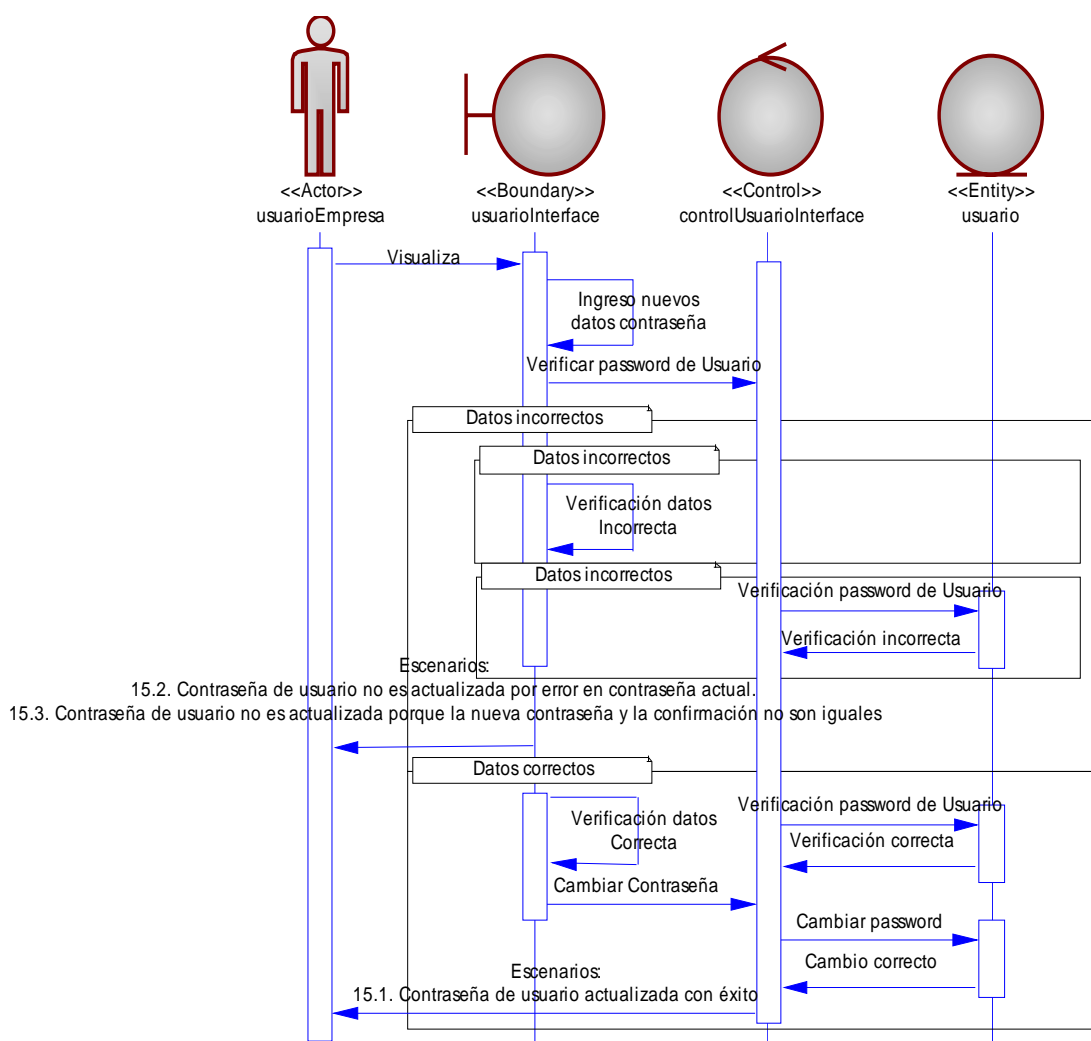 <<Actor>>
usuarioEmpresa
<<Boundary>>
usuarioInterface
<<Control>>
controlUsuarioInterface
<<Entity>>
usuario
Visualiza
Ingreso nuevos
datos contraseña
Verificar password de Usuario
Datos incorrectos
Datos incorrectos
Verificación datos
Incorrecta
Datos incorrectos
Verificación password de Usuario
Verificación incorrecta
Escenarios:
15.2. Contraseña de usuario no es actualizada por error en contraseña actual.
15.3. Contraseña de usuario no es actualizada porque la nueva contraseña y la confirmación no son iguales
Datos correctos
Verificación datos
Correcta
Verificación password de Usuario
Verificación correcta
Cambiar Contraseña
Cambiar password
Cambio correcto
Escenarios:
15.1. Contraseña de usuario actualizada con éxito